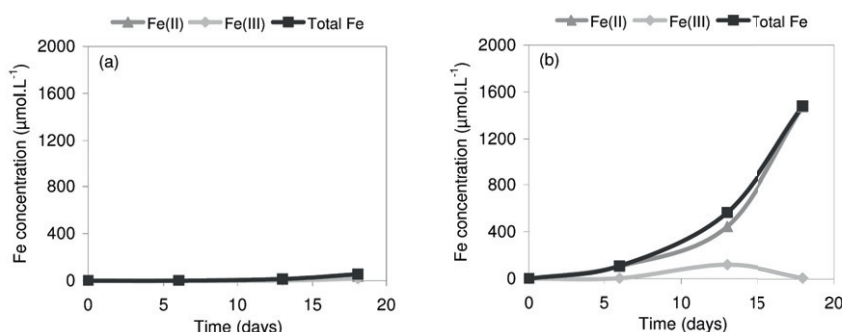 Fe(II) Fe(III) Total Fe
2000
1600
1200
800
400
0
(a)
Fe concentration (µmol.L⁻¹)
0 5 10 15 20
Time (days)
Fe(II) Fe(III) Total Fe
2000
1600
1200
800
400
0
(b)
Fe concentration (µmol.L⁻¹)
0 5 10 15 20
Time (days)